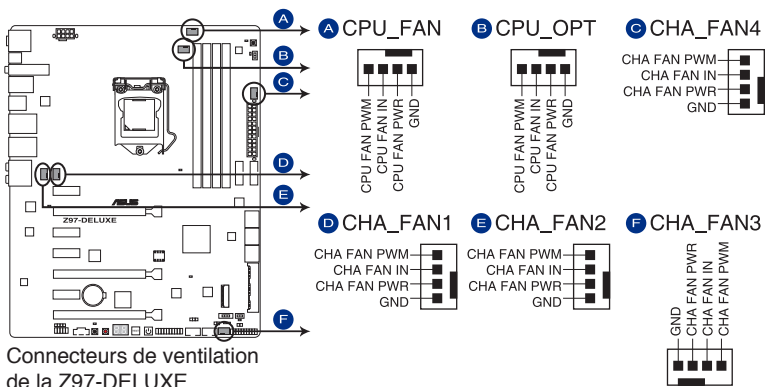 A
B
C
D
E
F
ASUS
Z97-DELUXE
A CPU_FAN
CPU FAN PWM
CPU FAN IN
CPU FAN PWR
GND
B CPU_OPT
CPU FAN PWM
CPU FAN IN
CPU FAN PWR
GND
C CHA_FAN4
CHA FAN PWM
CHA FAN IN
CHA FAN PWR
GND
D CHA_FAN1
CHA FAN PWM
CHA FAN IN
CHA FAN PWR
GND
E CHA_FAN2
CHA FAN PWM
CHA FAN IN
CHA FAN PWR
GND
F CHA_FAN3
GND
CHA FAN PWR
CHA FAN IN
CHA FAN PWM
Connecteurs de ventilation
de la Z97-DELUXE